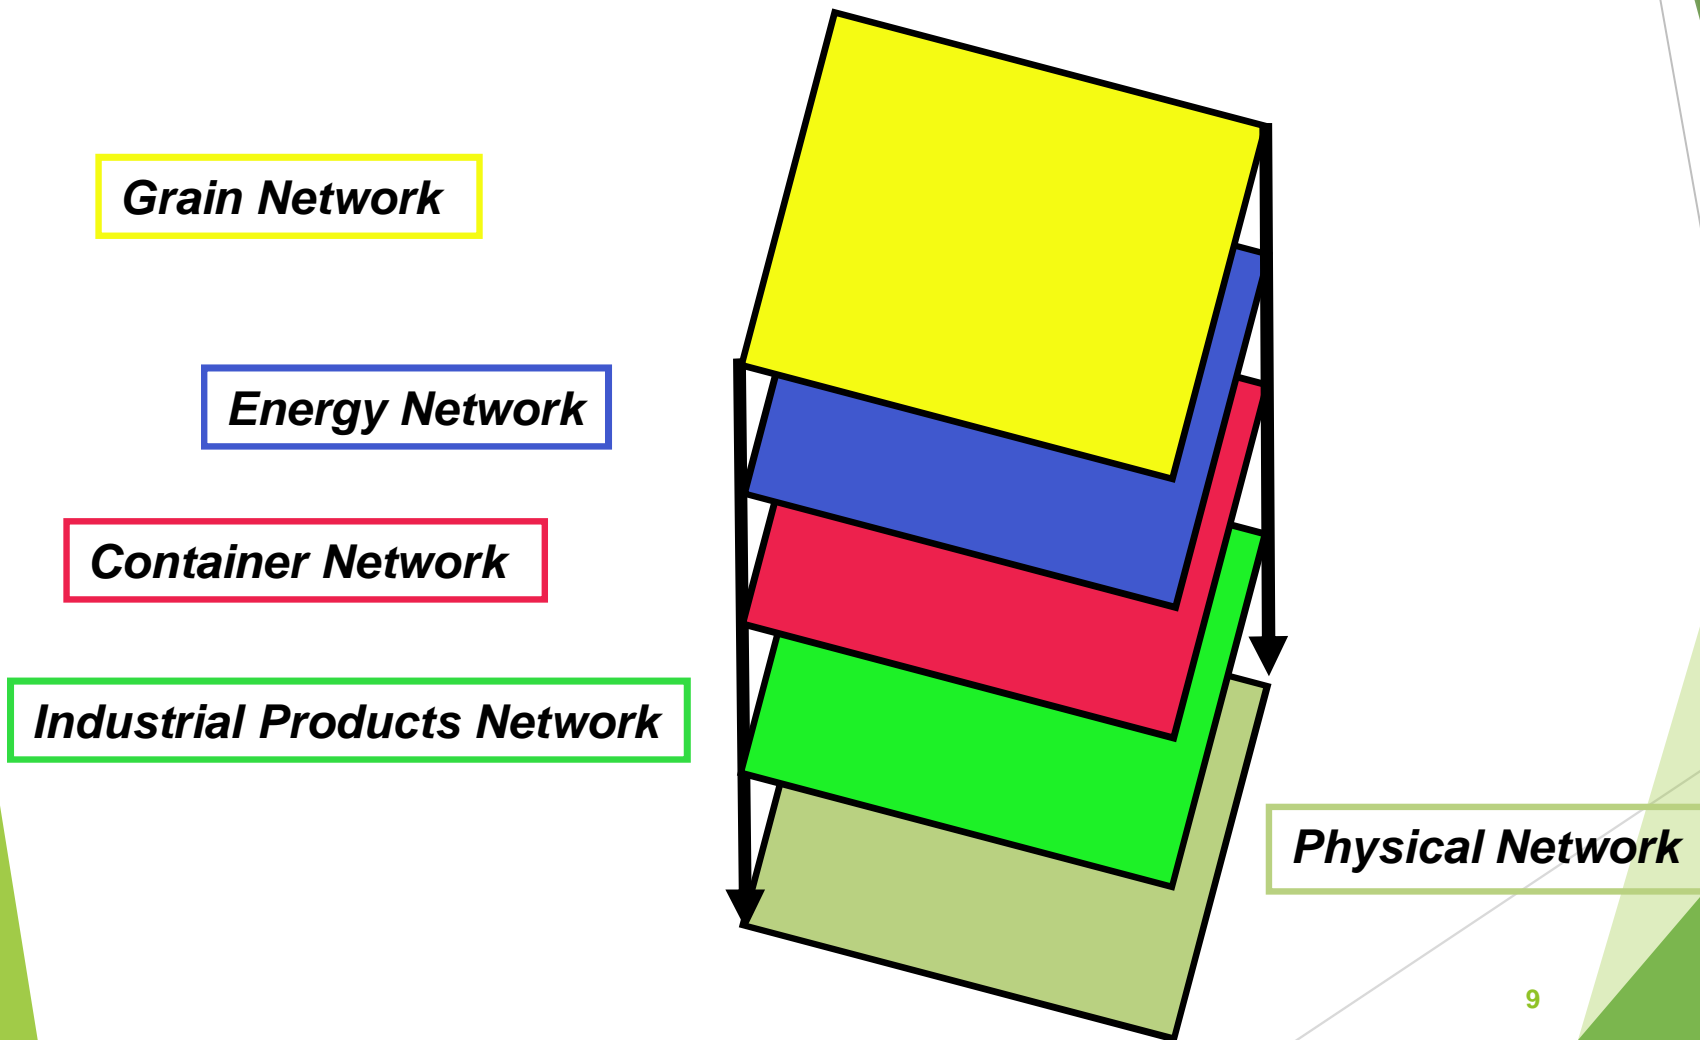 Grain Network
Energy Network
Container Network
Industrial Products Network
Physical Network
9